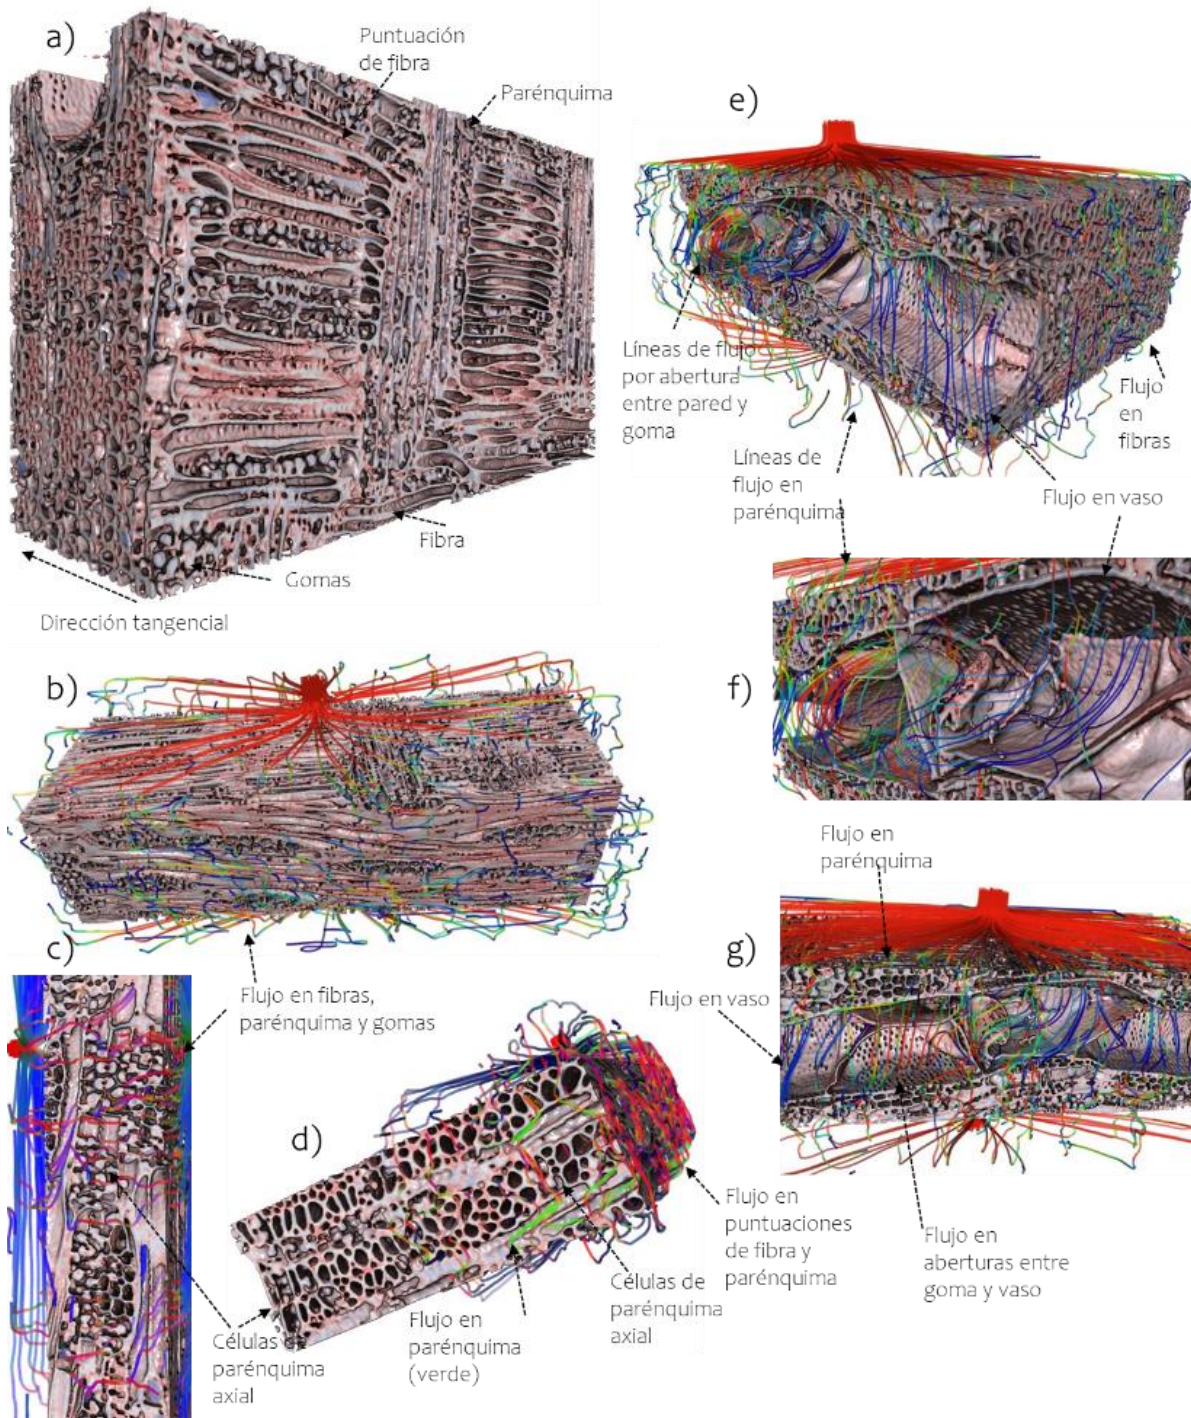 a)
Puntuación
de fibra
Parénquima
Fibra
Gomas
Dirección tangencial
b)
c)
Flujo en fibras,
parénquima y gomas
d)
Células de
parénquima
axial
Flujo en
parénquima
(verde)
Células de
parénquima
axial
Flujo en
puntuaciones
de fibra y
parénquima
e)
Líneas de flujo
por abertura
entre pared y
goma
Líneas de
flujo en
parénquima
Flujo
en
fibras
Flujo en vaso
f)
Flujo en
parénquima
g)
Flujo en vaso
Flujo en
aberturas entre
goma y vaso